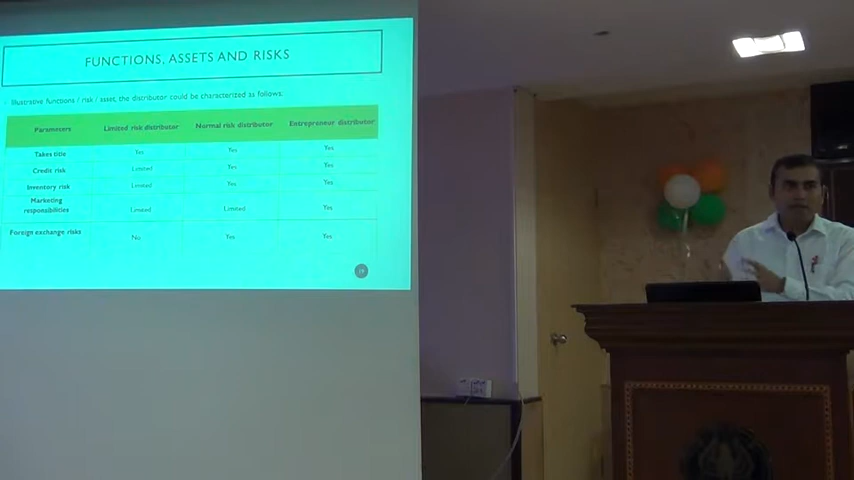 FUNCTIONS, ASSETS AND RISKS
Illustrative functions / risk / asset, the distributor could be characterized as follows:
Parameters Limited risk distributor Normal risk distributor Entrepreneur distributor
Takes title Yes Yes Yes
Credit risk Limited Yes Yes
Inventory risk Limited Yes Yes
Marketing
responsibilities Limited Limited Yes
Foreign exchange risks No Yes Yes